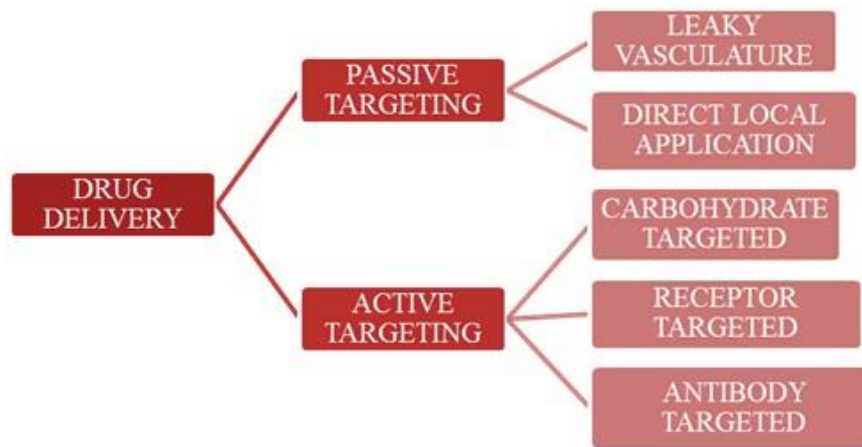 DRUG
DELIVERY
PASSIVE
TARGETING
LEAKY
VASCULATURE
DIRECT LOCAL
APPLICATION
ACTIVE
TARGETING
CARBOHYDRATE
TARGETED
RECEPTOR
TARGETED
ANTIBODY
TARGETED